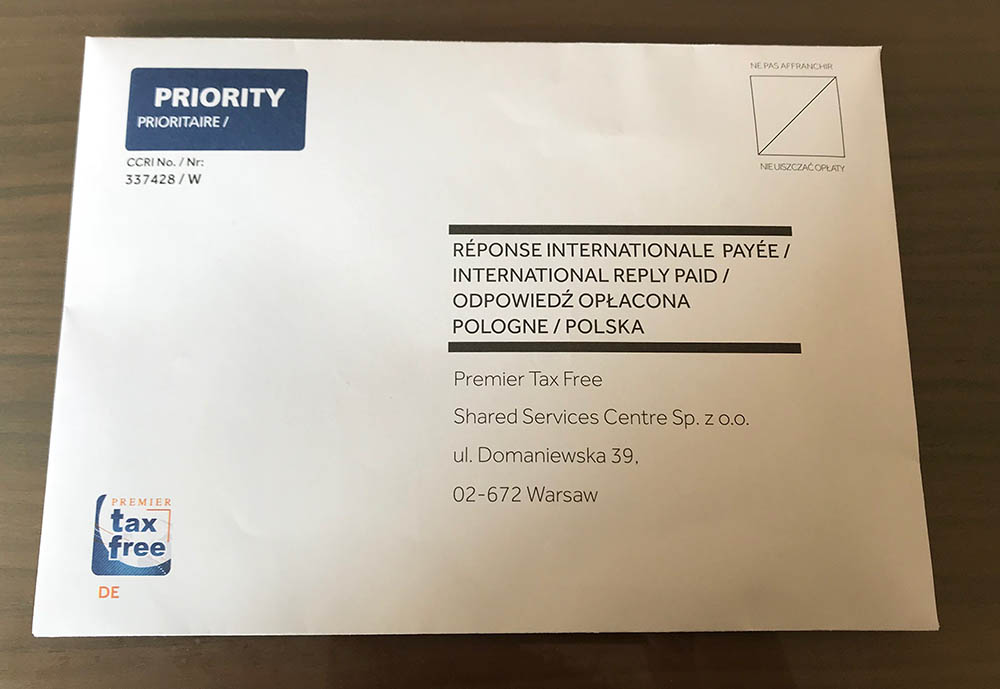 PRIORITY
PRIORITAIRE /
CCRI No. / Nr:
337428 / W
NE PAS AFFRANCHIR
NIE UISZCZAĆ OPŁATY
RÉPONSE INTERNATIONALE PAYÉE /
INTERNATIONAL REPLY PAID /
ODPOWIEDŹ OPŁACONA
POLOGNE / POLSKA
Premier Tax Free
Shared Services Centre Sp. z o.o.
ul. Domaniewska 39,
02-672 Warsaw
PREMIER
tax
free
DE